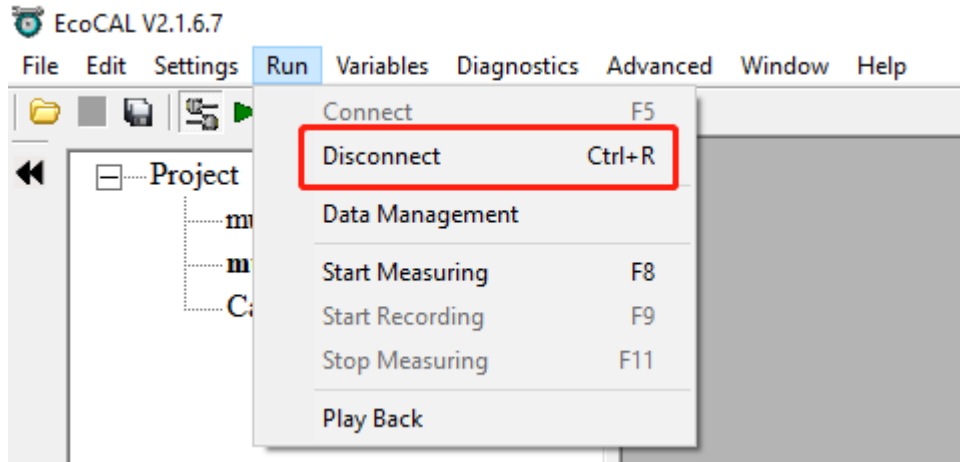 EcoCAL V2.1.6.7
File Edit Settings Run Variables Diagnostics Advanced Window Help
Connect F5
Disconnect Ctrl+R
Project
Data Management
Start Measuring F8
Start Recording F9
Stop Measuring F11
Play Back